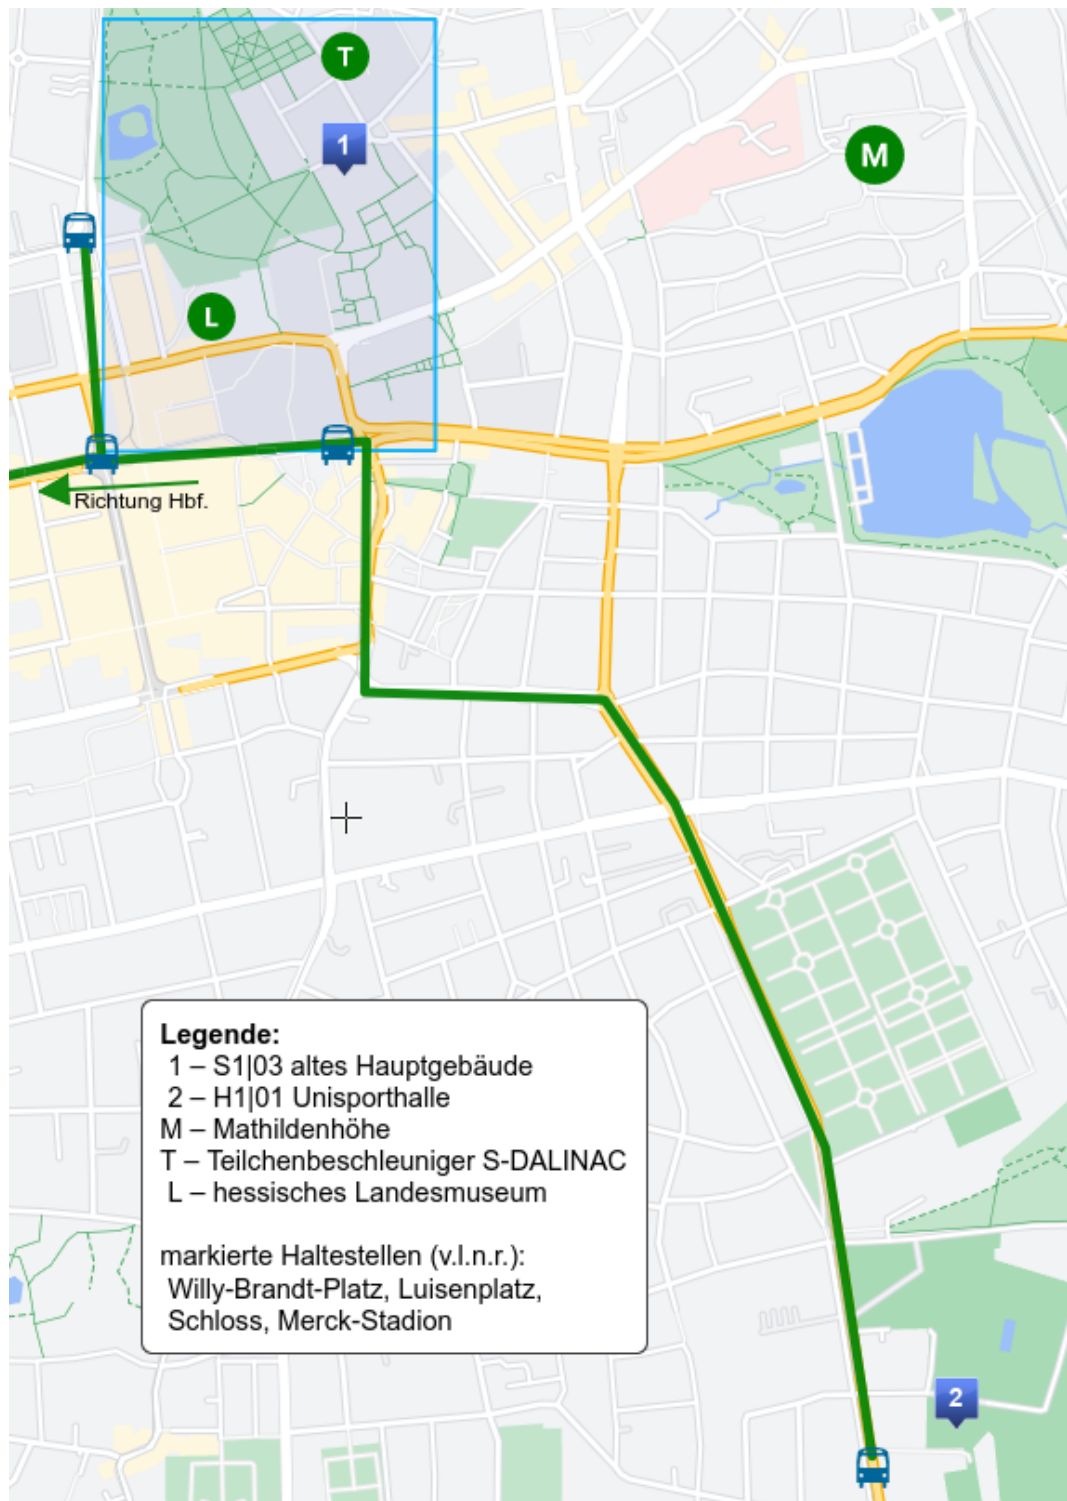 T
1
M
L
Richtung Hbf.
Legende:
1 – S1|03 altes Hauptgebäude
2 – H1|01 Unisporthalle
M – Mathildenhöhe
T – Teilchenbeschleuniger S-DALINAC
L – hessisches Landesmuseum
markierte Haltestellen (v.l.n.r.):
Willy-Brandt-Platz, Luisenplatz,
Schloss, Merck-Stadion
2